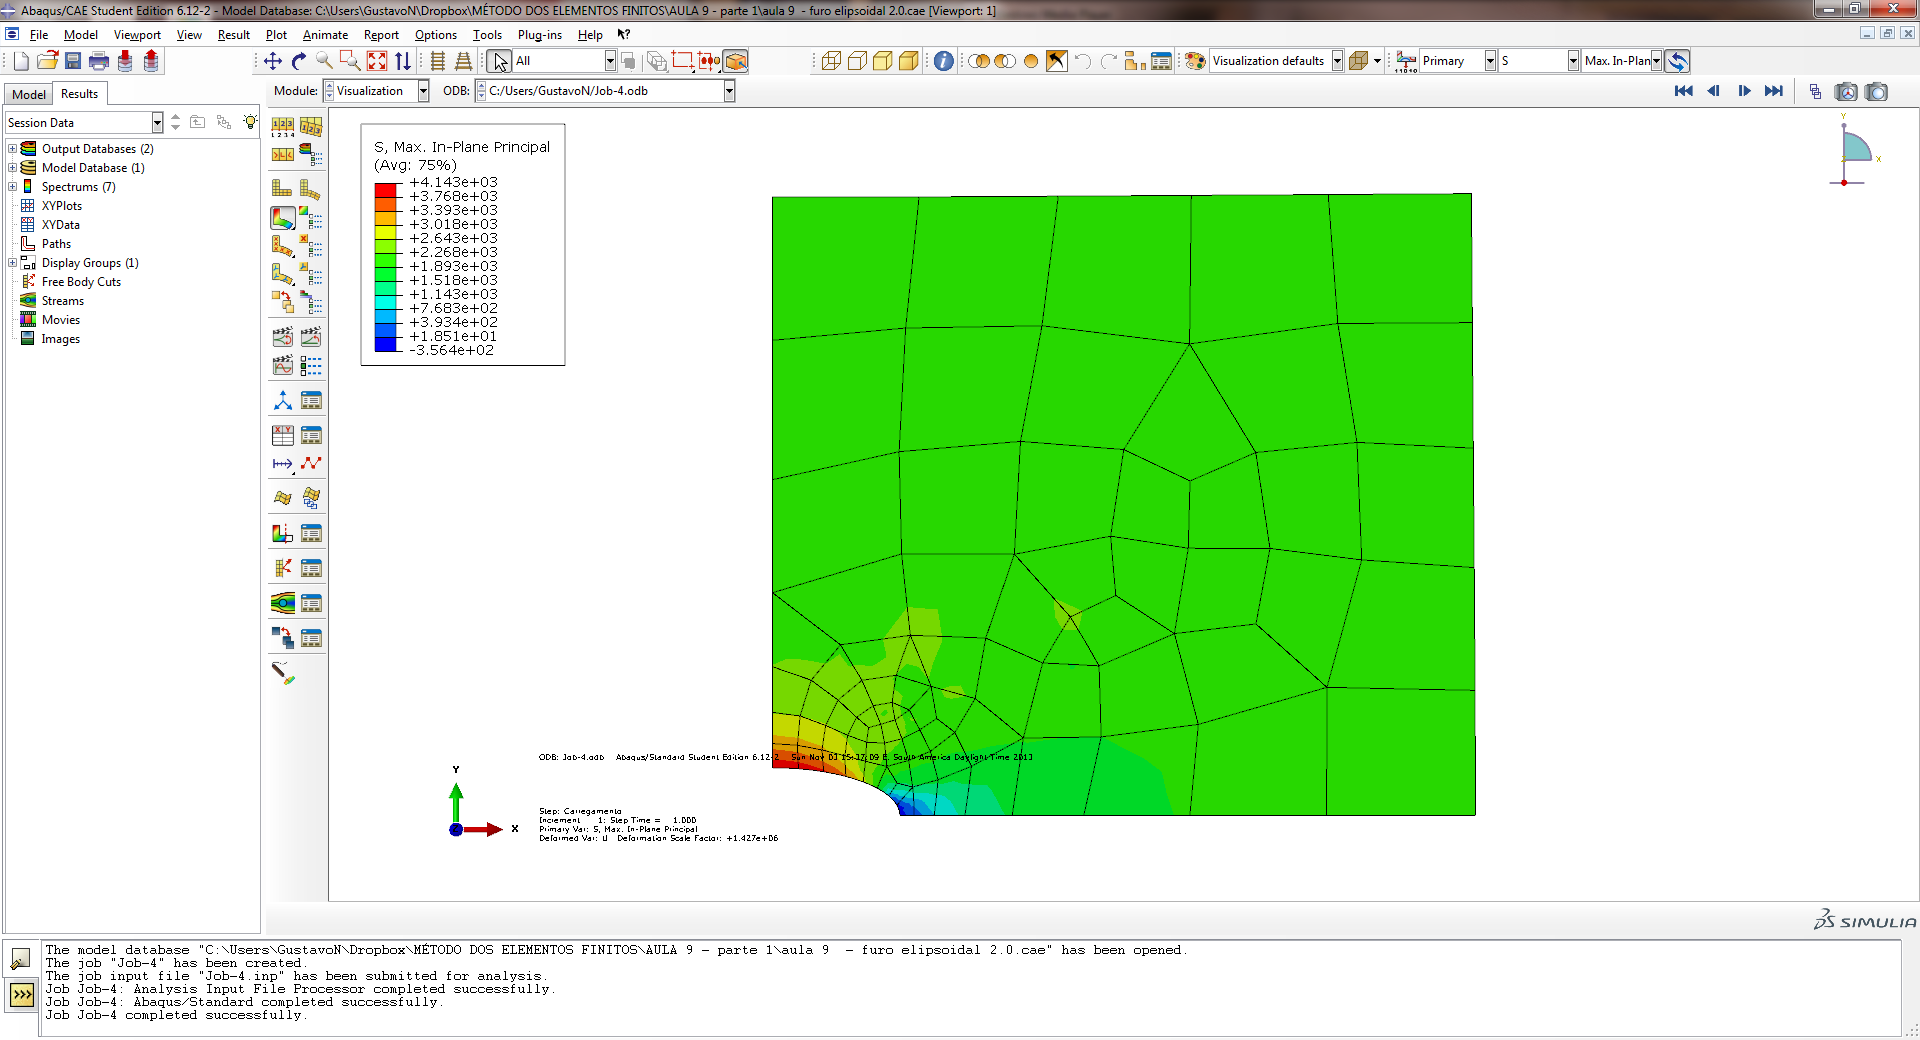 Abaqus/CAE Student Edition 6.12-2 - Model Database: C:\Users\GustavoN\Dropbox\MÉTODO DOS ELEMENTOS FINITOS\AULA 9 - parte 1\aula 9  - furo elipsoidal 2.0.cae [Viewport: 1]
File Model Viewport View Result Plot Animate Report Options Tools Plug-ins Help
All Visualization defaults Primary S Max. In-Plan
Model Results Module: Visualization ODB: C:/Users/GustavoN/Job-4.odb
Session Data
Output Databases (2)
Model Database (1)
Spectrums (7)
XYPlots
XYData
Paths
Display Groups (1)
Free Body Cuts
Streams
Movies
Images
S, Max. In-Plane Principal
(Avg: 75%)
+4.143e+03
+3.768e+03
+3.393e+03
+3.018e+03
+2.643e+03
+2.268e+03
+1.893e+03
+1.518e+03
+1.143e+03
+7.683e+02
+3.934e+02
+1.851e+01
-3.564e+02
Y
X
ODB: Job-4.odb Abaqus/Standard Student Edition 6.12-2 Sun Nov 03 15:37:09 E. South America Daylight Time 2013
Y
X
Step: Carregamento
Increment 1: Step Time = 1.000
Primary Var: S, Max. In-Plane Principal
Deformed Var: U Deformation Scale Factor: +1.427e+06
SIMULIA
The model database "C:\Users\GustavoN\Dropbox\MÉTODO DOS ELEMENTOS FINITOS\AULA 9 - parte 1\aula 9  - furo elipsoidal 2.0.cae" has been opened.
The job "Job-4" has been created.
The job input file "Job-4.inp" has been submitted for analysis.
Job Job-4: Analysis Input File Processor completed successfully.
Job Job-4: Abaqus/Standard completed successfully.
Job Job-4 completed successfully.